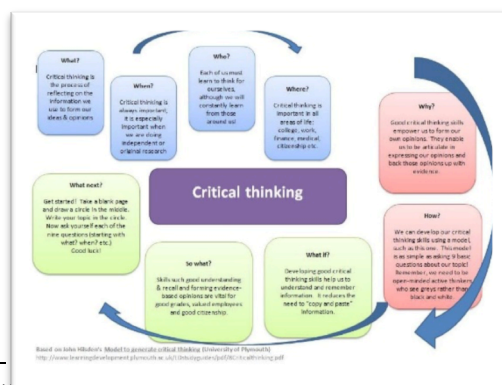 What?
Critical thinking is
the process of
reflecting on the
information we
use to form our
ideas & opinions
When?
Critical thinking is
always important,
it is especially
important when
we are doing
independent or
original research
Who?
Each of us must
learn to think for
ourselves,
although we will
constantly learn
from those
around us!
Where?
Critical thinking is
important in all
areas of life:
college, work,
finance, medical,
citizenship etc.
Why?
Good critical thinking skills
empower us to form our
own opinions. They enable
us to be articulate in
expressing our opinions and
back those opinions up with
evidence.
How?
We can develop our critical
thinking skills using a model,
such as this one. This model
is as simple as asking 9 basic
questions about our topic!
Remember, we need to be
open-minded active thinkers
who see greys rather than
black and white.
What if?
Developing good critical
thinking skills help us to
understand and remember
information. It reduces the
need to "copy and paste"
information.
So what?
Skills such good understanding
& recall and forming evidence-
based opinions are vital for
good grades, valued employees
and good citizenship.
What next?
Get started! Take a blank page
and draw a circle in the middle.
Write your topic in the circle.
Now ask yourself each of the
nine questions (starting with
what? when? etc.)
Good luck!
Critical thinking
Based on John Hilsdon's Model to generate critical thinking (University of Plymouth)